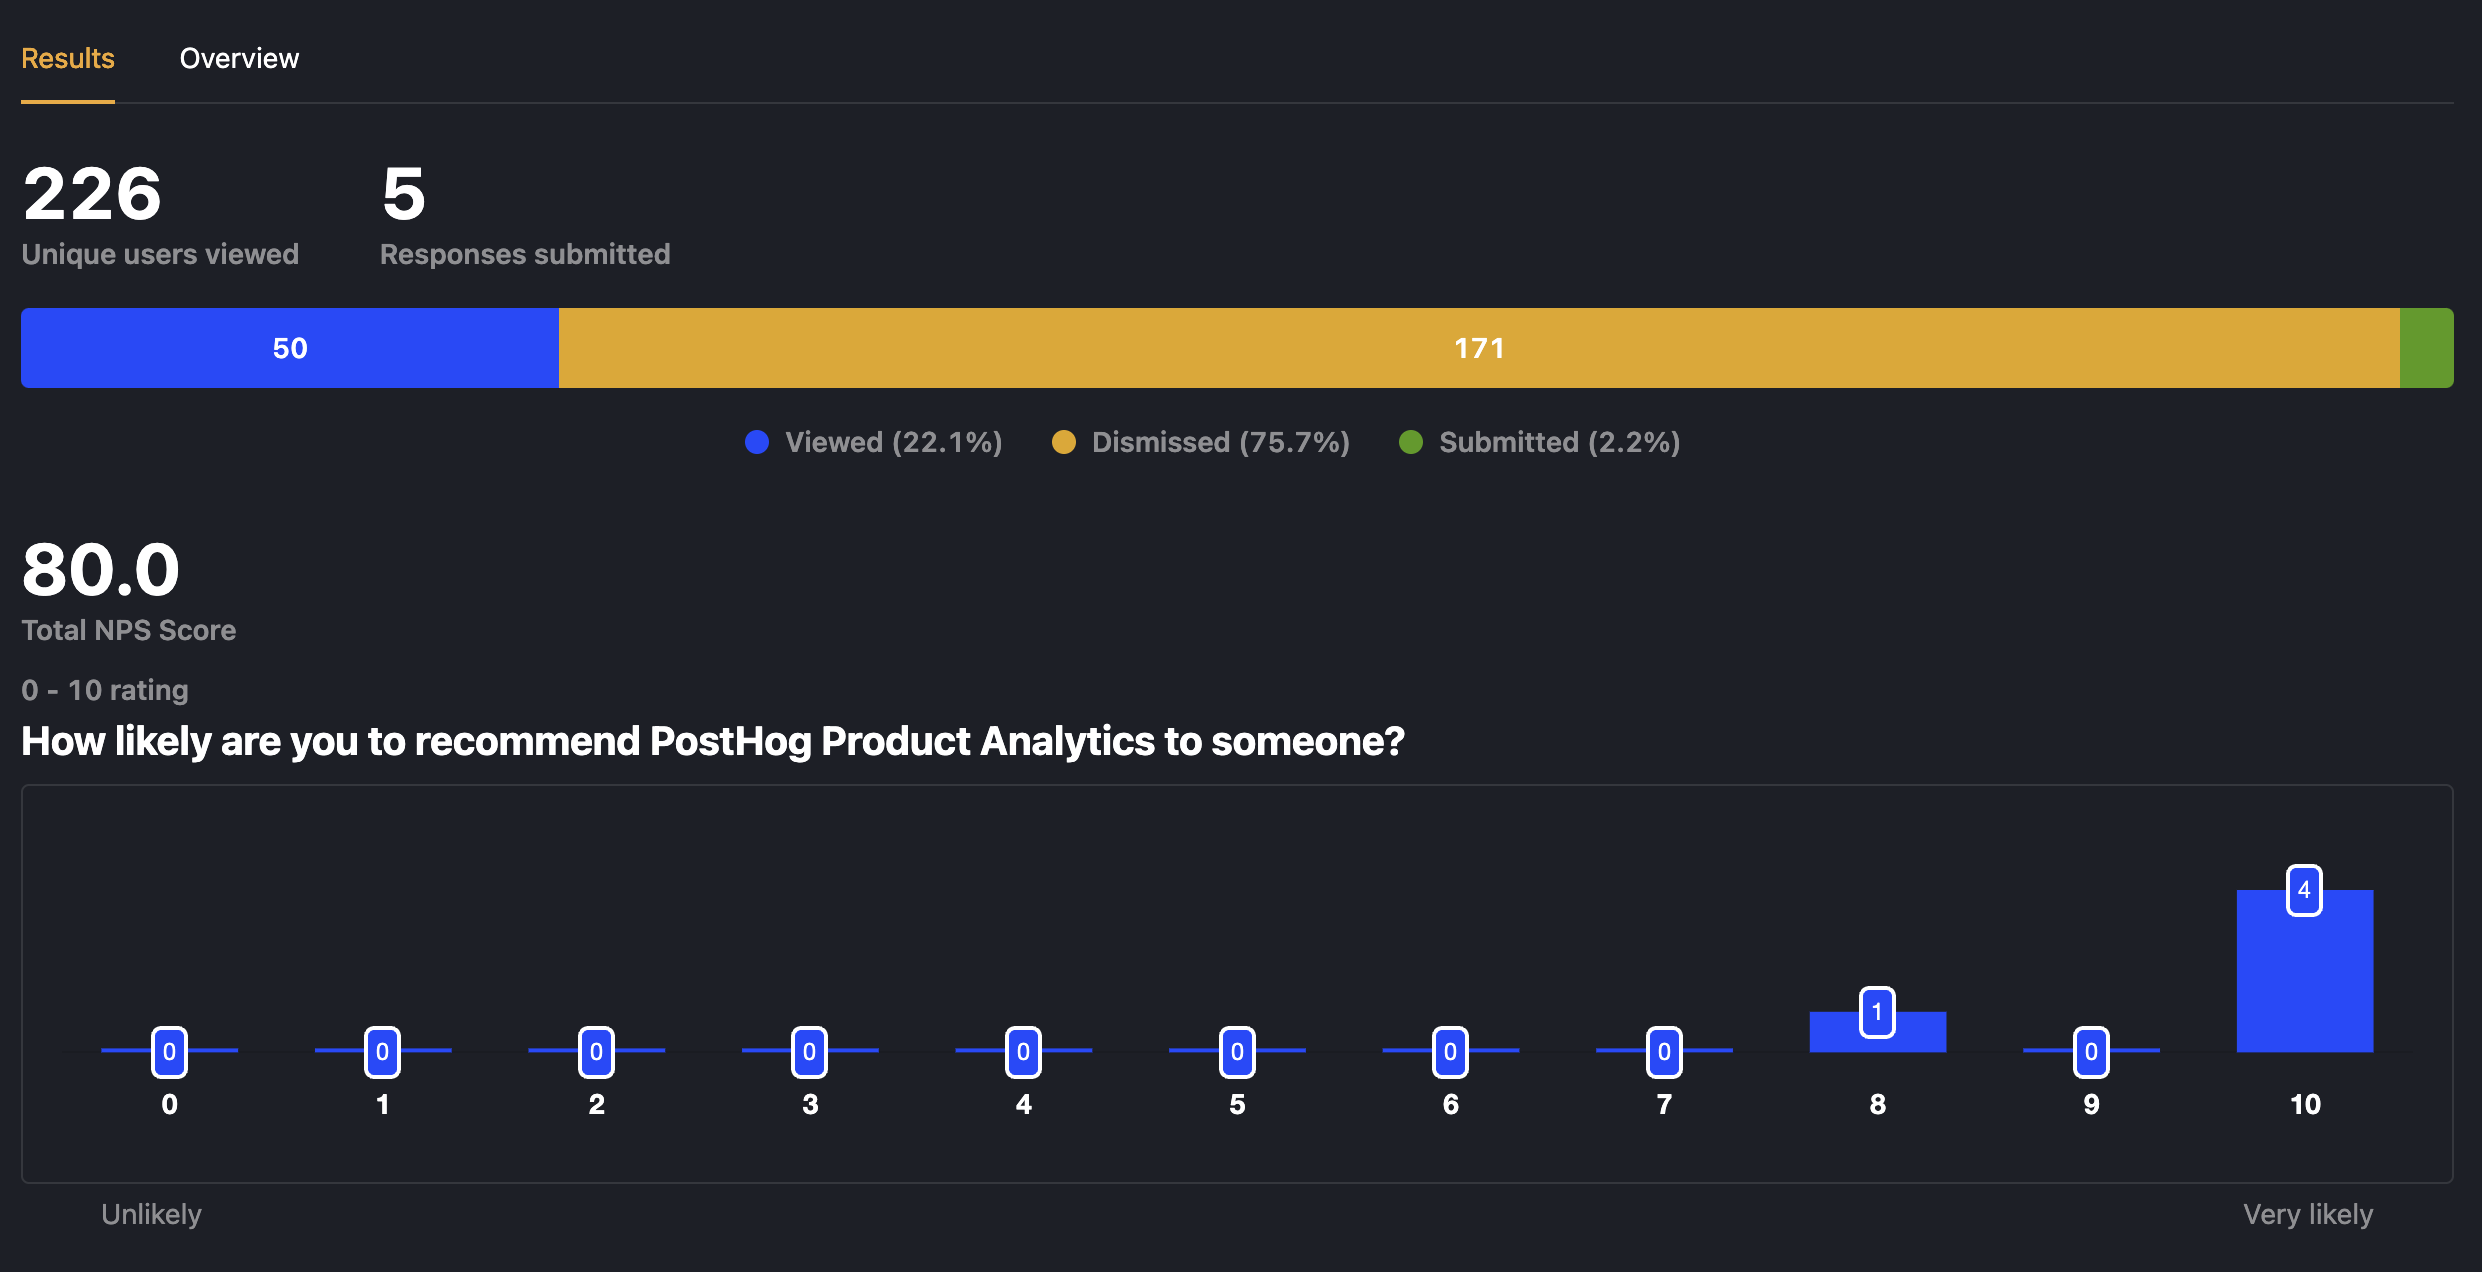 Results Overview
226 5
Unique users viewed Responses submitted
50 171
Viewed (22.1%) Dismissed (75.7%) Submitted (2.2%)
80.0
Total NPS Score
0 - 10 rating
How likely are you to recommend PostHog Product Analytics to someone?
4
1
0 0 0 0 0 0 0 0 0
0 1 2 3 4 5 6 7 8 9 10
Unlikely Very likely